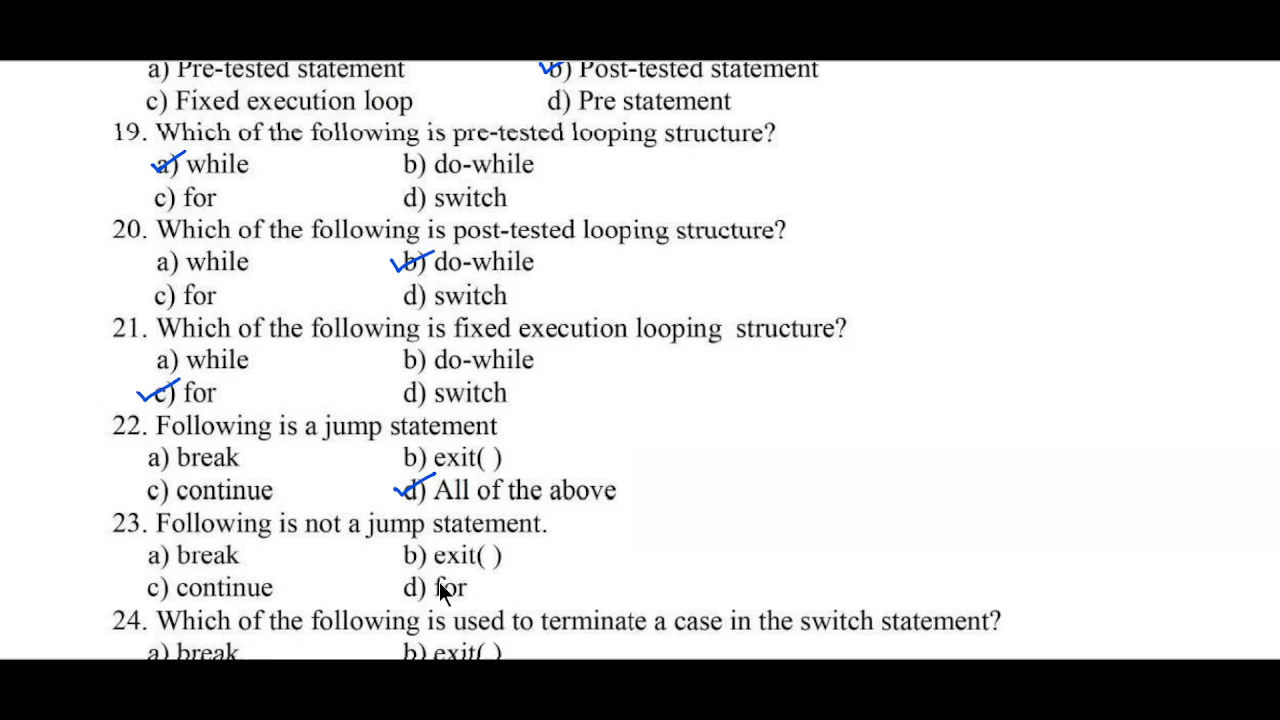 a) Pre-tested statement b) Post-tested statement
c) Fixed execution loop d) Pre statement
19. Which of the following is pre-tested looping structure?
a) while b) do-while
c) for d) switch
20. Which of the following is post-tested looping structure?
a) while b) do-while
c) for d) switch
21. Which of the following is fixed execution looping structure?
a) while b) do-while
c) for d) switch
22. Following is a jump statement
a) break b) exit( )
c) continue d) All of the above
23. Following is not a jump statement.
a) break b) exit( )
c) continue d) for
24. Which of the following is used to terminate a case in the switch statement?
a) break b) exit( )